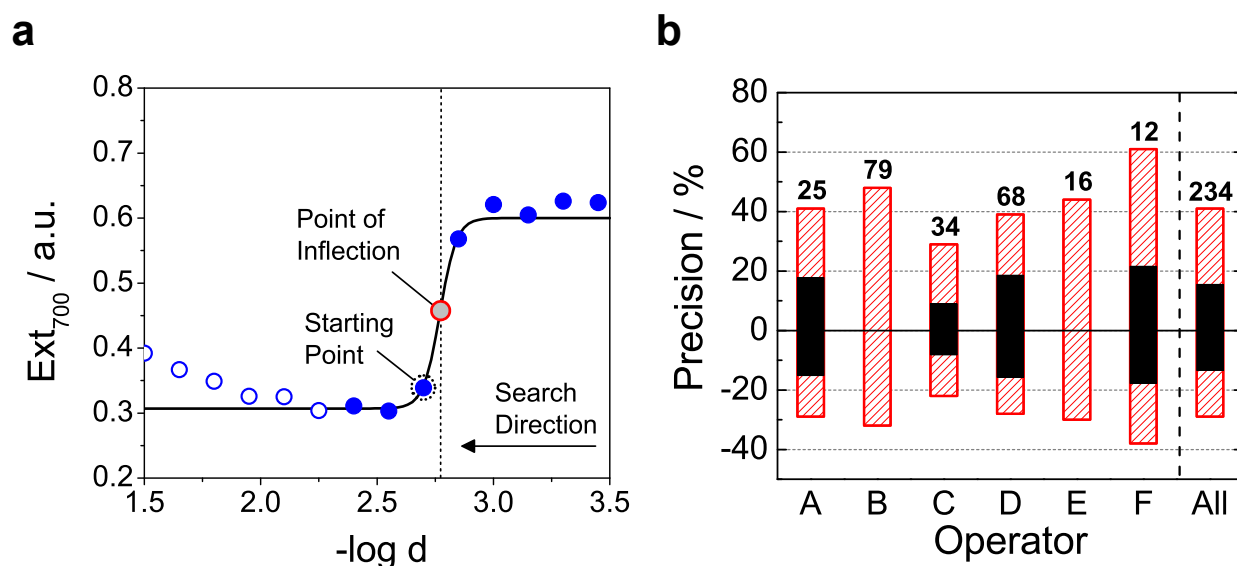 a
0.8
0.7
0.6
0.5
0.4
0.3
0.2
Ext700 / a.u.
Point of
Inflection
Starting
Point
Search
Direction
1.5
2.0
2.5
3.0
3.5
-log d
b
80
60
40
20
0
-20
-40
Precision / %
25
79
34
68
16
12
234
A
B
C
D
E
F
All
Operator